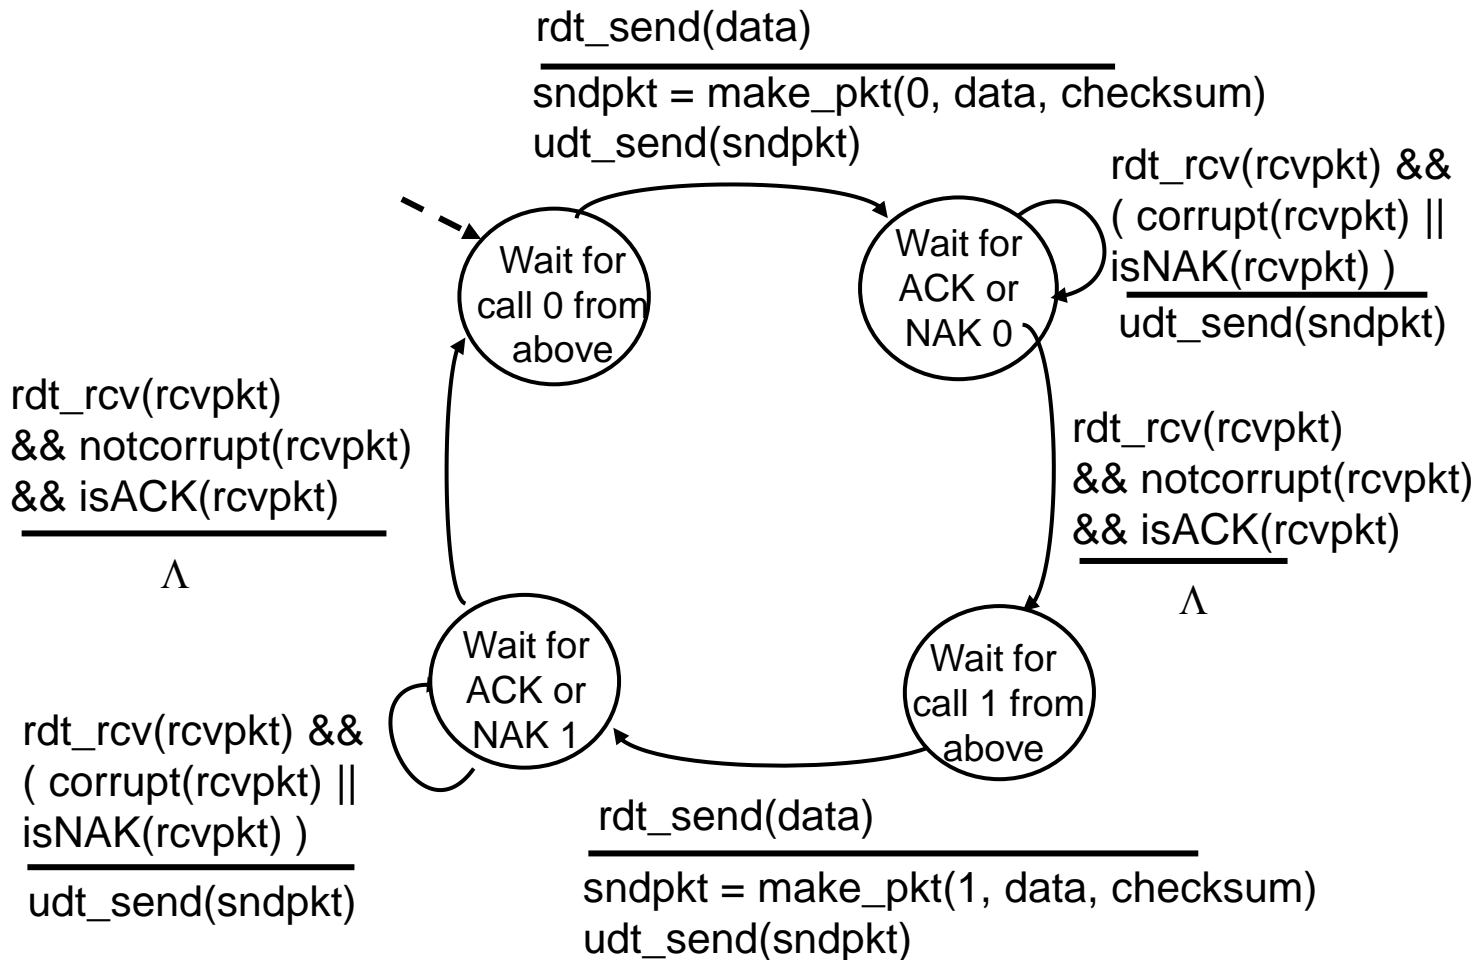 rdt_send(data)
sndpkt = make_pkt(0, data, checksum)
udt_send(sndpkt)
Wait for
call 0 from
above
Wait for
ACK or
NAK 0
rdt_rcv(rcvpkt) &&
( corrupt(rcvpkt) ||
isNAK(rcvpkt) )
udt_send(sndpkt)
rdt_rcv(rcvpkt)
&& notcorrupt(rcvpkt)
&& isACK(rcvpkt)
Λ
rdt_rcv(rcvpkt)
&& notcorrupt(rcvpkt)
&& isACK(rcvpkt)
Λ
Wait for
ACK or
NAK 1
Wait for
call 1 from
above
rdt_rcv(rcvpkt) &&
( corrupt(rcvpkt) ||
isNAK(rcvpkt) )
udt_send(sndpkt)
rdt_send(data)
sndpkt = make_pkt(1, data, checksum)
udt_send(sndpkt)